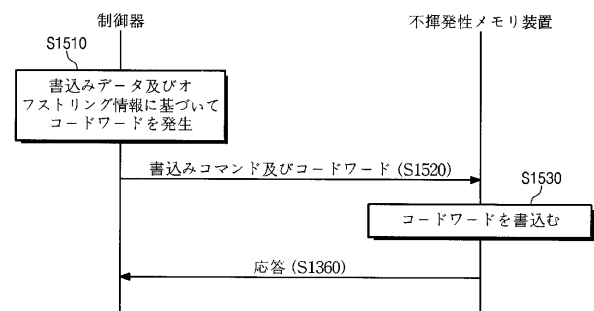 制御器
不揮発性メモリ装置
S1510
書込みデータ及びオ
フストリング情報に基づいて
コードワードを発生
書込みコマンド及びコードワード (S1520)
S1530
コードワードを書込む
応答 (S1360)